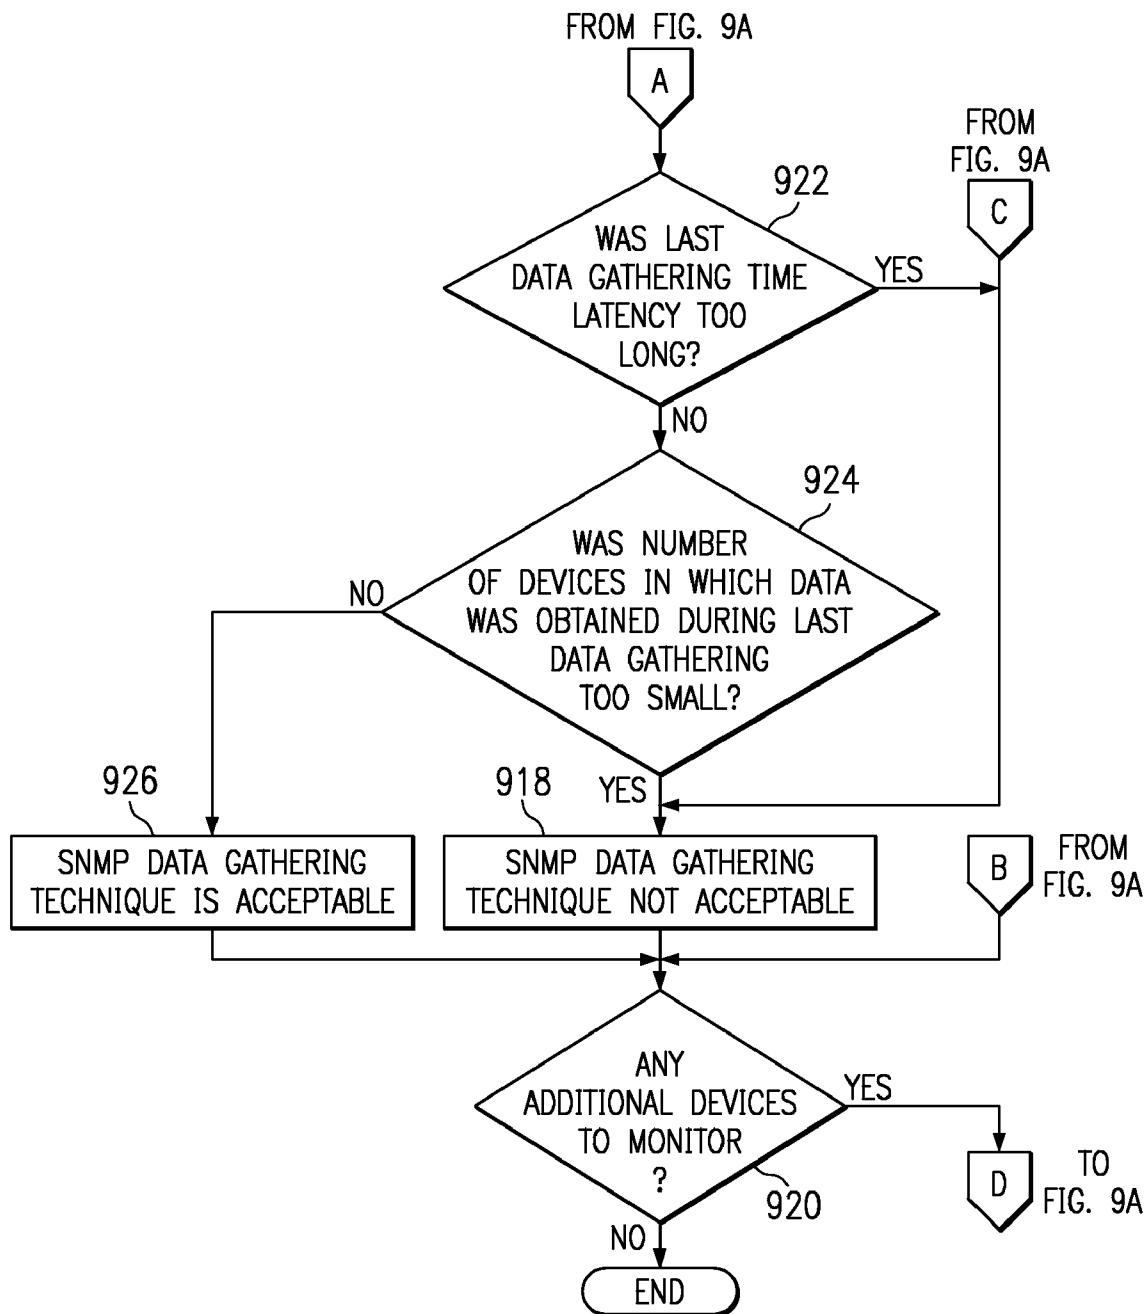 FROM FIG. 9A
A
FROM
FIG. 9A
C
922
WAS LAST
DATA GATHERING TIME
LATENCY TOO
LONG?
YES
NO
924
WAS NUMBER
OF DEVICES IN WHICH DATA
WAS OBTAINED DURING LAST
DATA GATHERING
TOO SMALL?
NO
YES
926
SNMP DATA GATHERING
TECHNIQUE IS ACCEPTABLE
918
SNMP DATA GATHERING
TECHNIQUE NOT ACCEPTABLE
B
FROM
FIG. 9A
ANY
ADDITIONAL DEVICES
TO MONITOR
?
920
YES
D
TO
FIG. 9A
NO
END